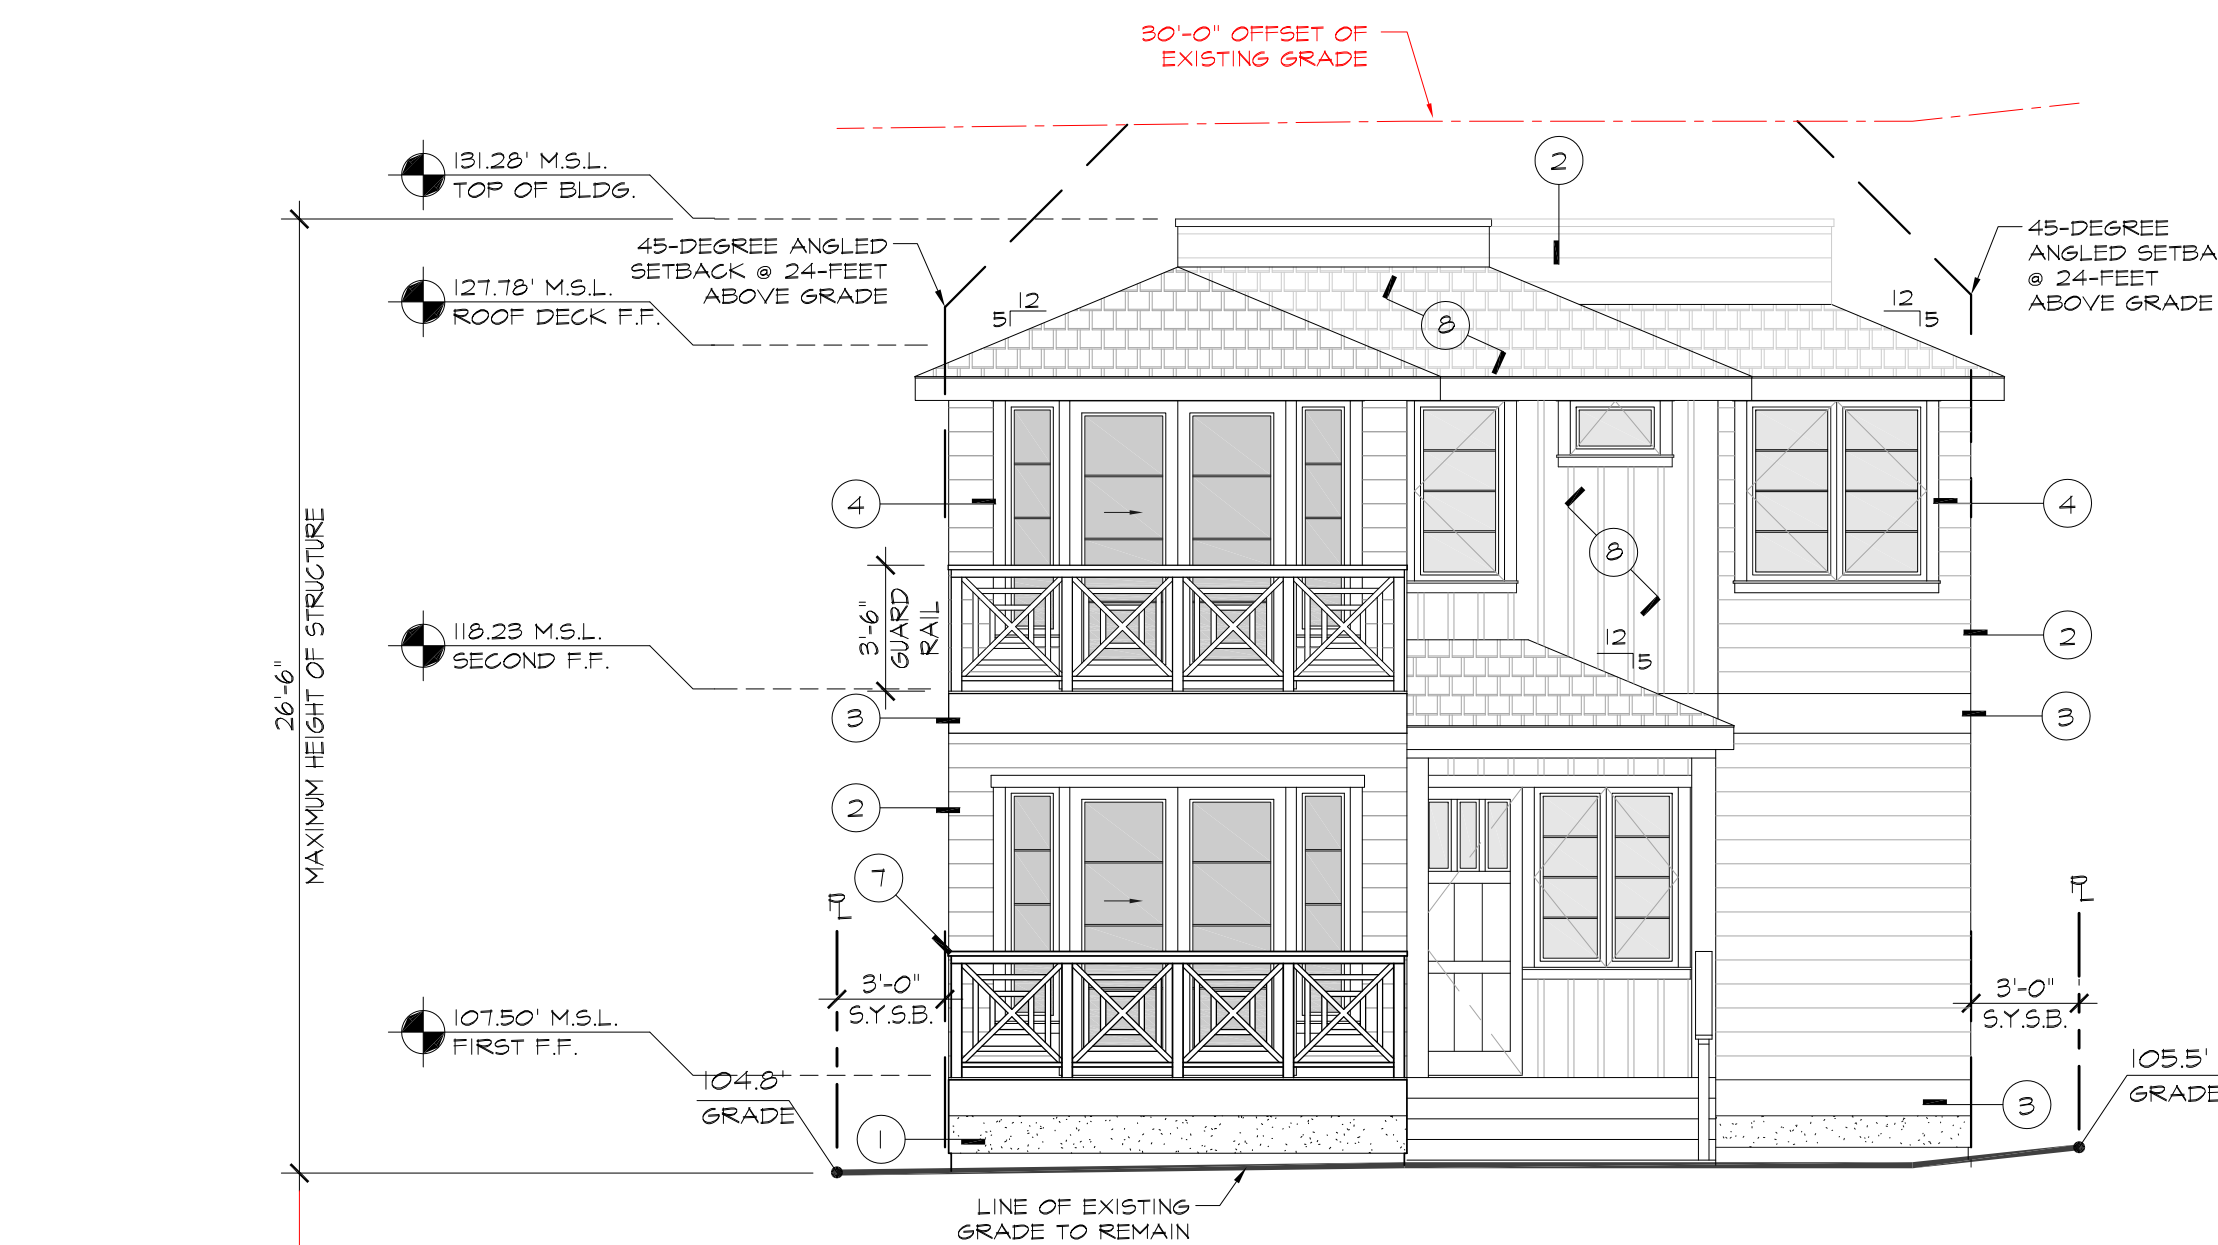 30'-0" OFFSET OF
EXISTING GRADE
131.28' M.S.L.
TOP OF BLDG.
2
45-DEGREE ANGLED
SETBACK @ 24-FEET
ABOVE GRADE
45-DEGREE
ANGLED SETBA
@ 24-FEET
ABOVE GRADE
127.78' M.S.L.
ROOF DECK F.F.
12
5
8
12
5
4
4
MAXIMUM HEIGHT OF STRUCTURE
26'-6"
8
3'-6"
GUARD
RAIL
118.23 M.S.L.
SECOND F.F.
12
5
2
3
3
2
7
PL
PL
3'-0"
S.Y.S.B.
3'-0"
S.Y.S.B.
107.50' M.S.L.
FIRST F.F.
104.8'
GRADE
105.5'
GRADE
3
1
LINE OF EXISTING
GRADE TO REMAIN